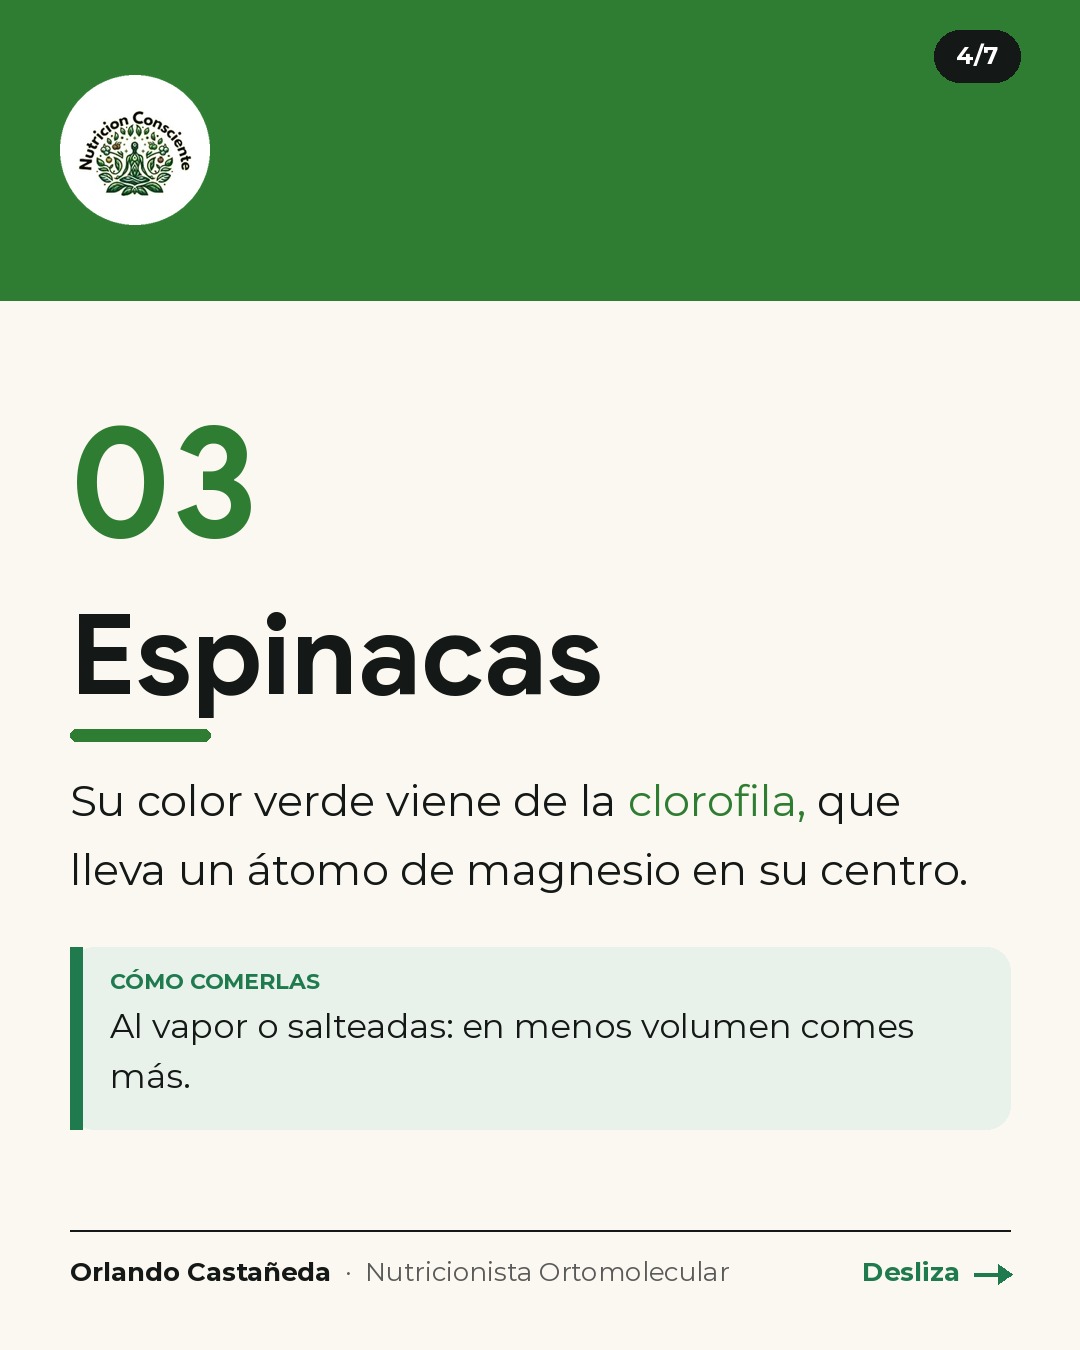 4/7
Nutricion Consciente
03
Espinacas
Su color verde viene de la clorofila, que
lleva un átomo de magnesio en su centro.
CÓMO COMERLAS
Al vapor o salteadas: en menos volumen comes
más.
Orlando Castañeda · Nutricionista Ortomolecular
Desliza